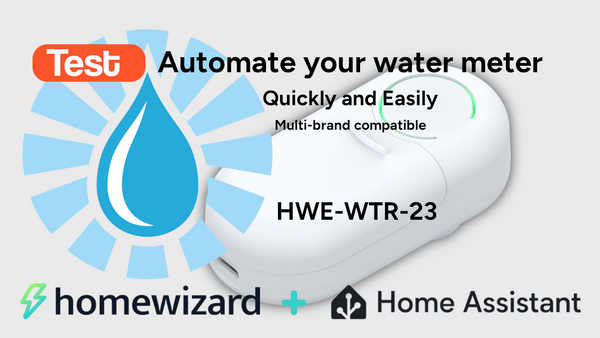 Test Automate your water meter
Quickly and Easily
Multi-brand compatible
HWE-WTR-23
homewizard + Home Assistant